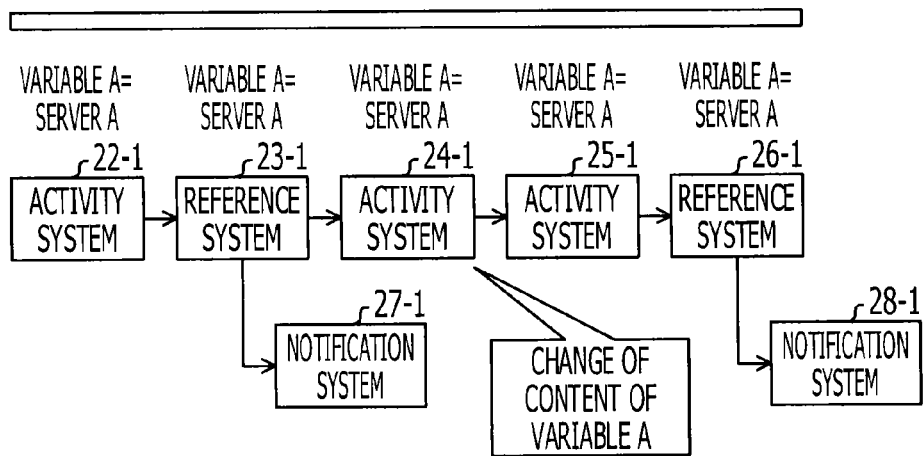 VARIABLE A=
SERVER A
VARIABLE A=
SERVER A
VARIABLE A=
SERVER A
VARIABLE A=
SERVER A
VARIABLE A=
SERVER A
22-1
23-1
24-1
25-1
26-1
ACTIVITY
SYSTEM
REFERENCE
SYSTEM
ACTIVITY
SYSTEM
ACTIVITY
SYSTEM
REFERENCE
SYSTEM
27-1
NOTIFICATION
SYSTEM
CHANGE OF
CONTENT OF
VARIABLE A
28-1
NOTIFICATION
SYSTEM